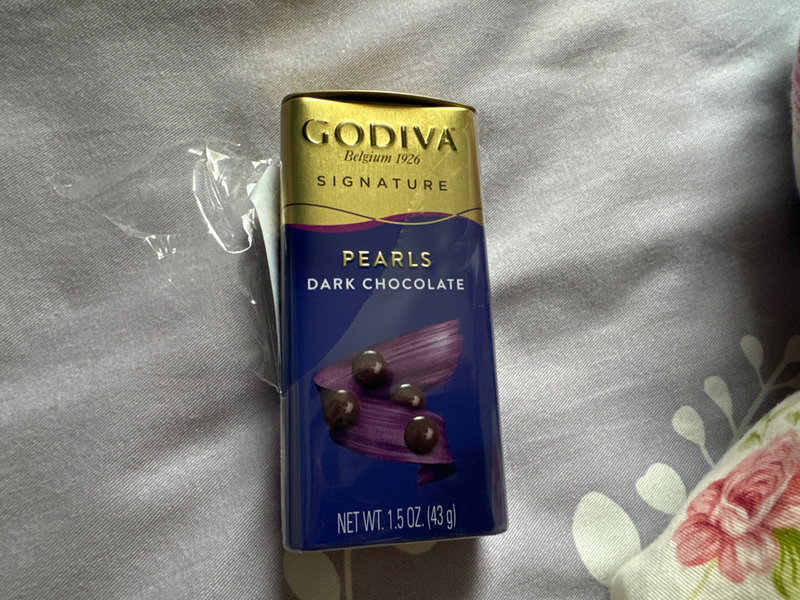 GODIVA
Belgium 1926
SIGNATURE
PEARLS
DARK CHOCOLATE
NET WT. 1.5 OZ. (43 g)